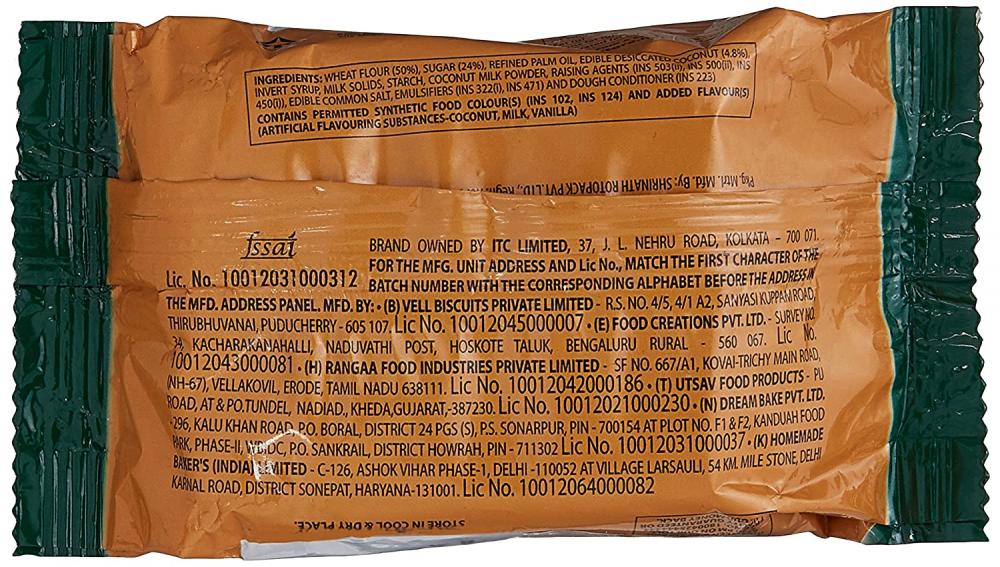 INGREDIENTS: WHEAT FLOUR (50%), SUGAR (24%), REFINED PALM OIL, EDIBLE DESICCATED COCONUT (4.8%),
INVERT SYRUP, MILK SOLIDS, STARCH, COCONUT MILK POWDER, RAISING AGENTS (INS 503(ii), INS 500(ii), INS
450(i)), EDIBLE COMMON SALT, EMULSIFIERS (INS 322(i), INS 471) AND DOUGH CONDITIONER (INS 223)
CONTAINS PERMITTED SYNTHETIC FOOD COLOUR(S) (INS 102, INS 124) AND ADDED FLAVOUR(S)
(ARTIFICIAL FLAVOURING SUBSTANCES-COCONUT, MILK, VANILLA)
Pkg. Mtrl. Mfd. By: SHRINATH ROTOPACK PVT. LTD., Regn.
fssai
BRAND OWNED BY ITC LIMITED, 37, J. L. NEHRU ROAD, KOLKATA - 700 071.
FOR THE MFG. UNIT ADDRESS AND Lic No., MATCH THE FIRST CHARACTER OF THE
Lic. No. 10012031000312 BATCH NUMBER WITH THE CORRESPONDING ALPHABET BEFORE THE ADDRESS IN
THE MFD. ADDRESS PANEL. MFD. BY: • (B) VELL BISCUITS PRIVATE LIMITED - R.S. NO. 4/5, 4/1 A2, SANYASI KUPPAM ROAD,
THIRUBHUVANAI, PUDUCHERRY - 605 107. Lic No. 10012045000007 • (E) FOOD CREATIONS PVT. LTD. - SURVEY NO.
34, KACHARAKANAHALLI, NADUVATHI POST, HOSKOTE TALUK, BENGALURU RURAL - 560 067. Lic No.
10012043000081 • (H) RANGAA FOOD INDUSTRIES PRIVATE LIMITED - SF NO. 667/A1, KOVAI-TRICHY MAIN ROAD,
(NH-67), VELLAKOVIL, ERODE, TAMIL NADU 638111. Lic No. 10012042000186 • (T) UTSAV FOOD PRODUCTS - PU
ROAD, AT & PO.TUNDEL, NADIAD., KHEDA,GUJARAT,-387230. Lic No. 10012021000230 • (N) DREAM BAKE PVT. LTD.
-296, KALU KHAN ROAD P.O. BORAL, DISTRICT 24 PGS (S), P.S. SONARPUR, PIN - 700154 AT PLOT NO. F1 & F2, KANDUAH FOOD
PARK, PHASE-II, WBIDC, P.O. SANKRAIL, DISTRICT HOWRAH, PIN - 711302 Lic No. 10012031000037 • (K) HOMEMADE
BAKER'S (INDIA) LIMITED - C-126, ASHOK VIHAR PHASE-1, DELHI -110052 AT VILLAGE LARSAULI, 54 KM. MILE STONE, DELHI
KARNAL ROAD, DISTRICT SONEPAT, HARYANA-131001. Lic No. 10012064000082
STORE IN COOL & DRY PLACE.